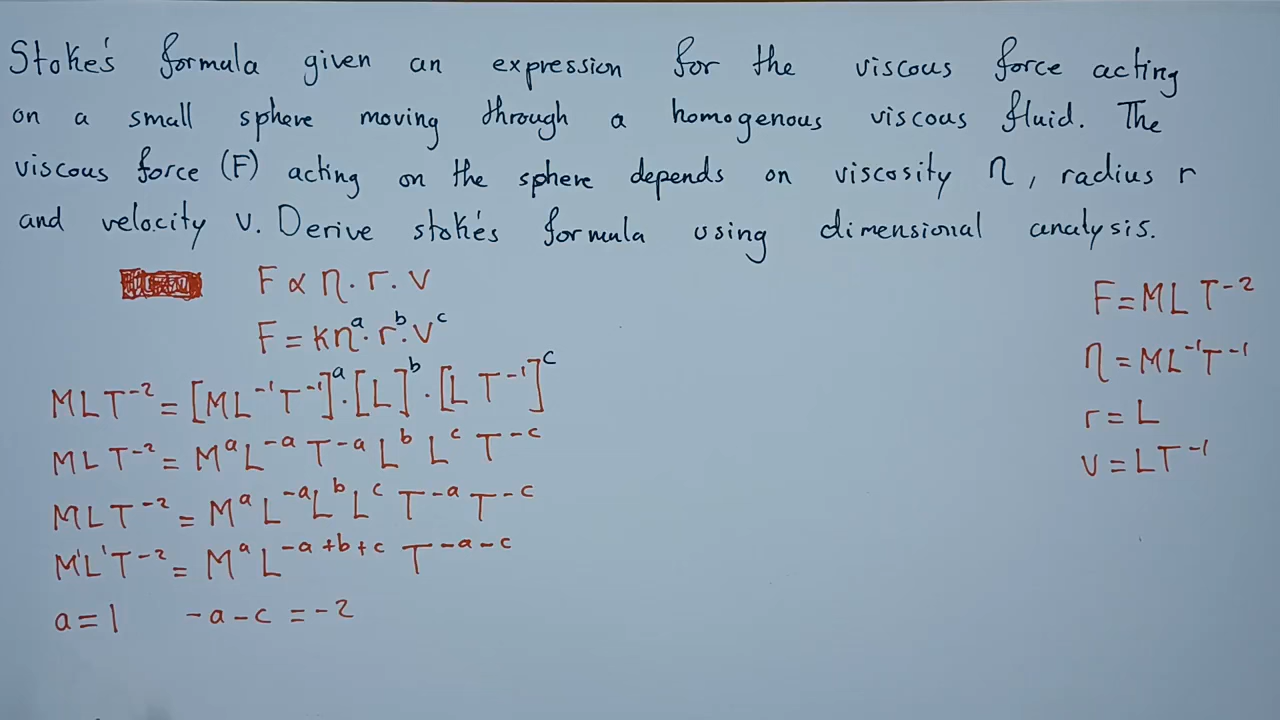 Stoke's formula given an expression for the viscous force acting
on a small sphere moving through a homogenous viscous fluid. The
viscous force (F) acting on the sphere depends on viscosity η, radius r
and velocity v. Derive stoke's formula using dimensional analysis.
F ∝ η · r · v
F = kη^a · r^b · v^c
MLT^-2 = [ML^-1T^-1]^a · [L]^b · [LT^-1]^c
MLT^-2 = M^a L^-a T^-a L^b L^c T^-c
MLT^-2 = M^a L^-a L^b L^c T^-a T^-c
M^1L^1T^-2 = M^a L^-a+b+c T^-a-c
a = 1 -a-c = -2
F = MLT^-2
η = ML^-1T^-1
r = L
v = LT^-1